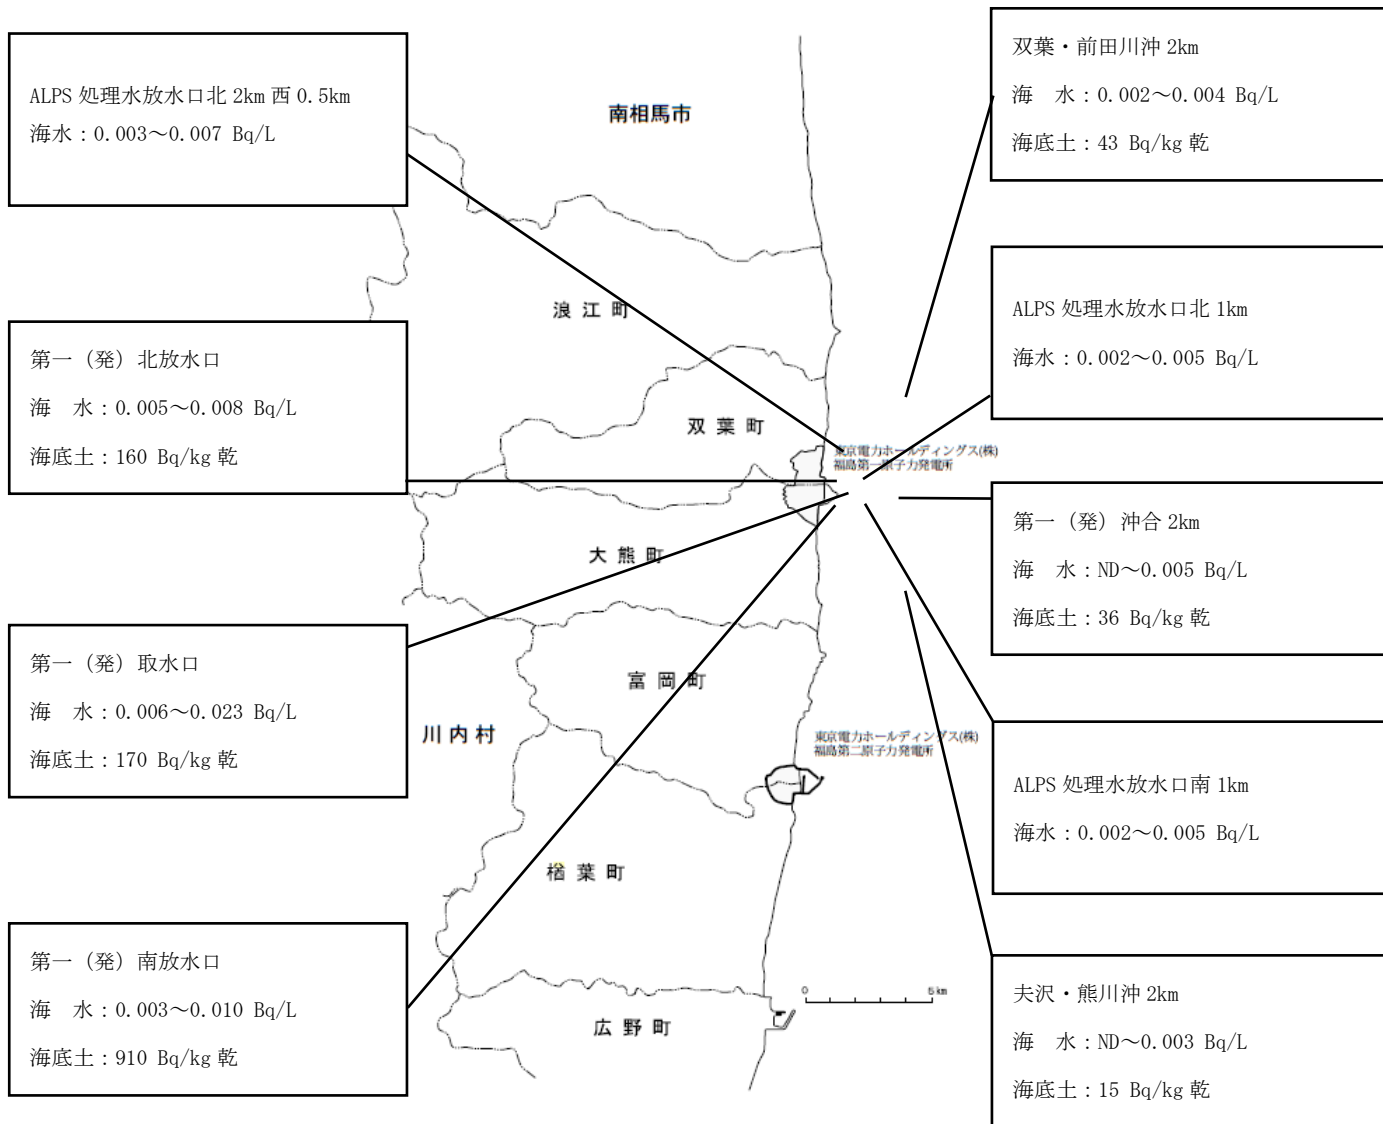 ALPS 処理水放水口北 2km 西 0.5km
海水：0.003～0.007 Bq/L
第一（発）北放水口
海　水：0.005～0.008 Bq/L
海底土：160 Bq/kg 乾
第一（発）取水口
海　水：0.006～0.023 Bq/L
海底土：170 Bq/kg 乾
第一（発）南放水口
海　水：0.003～0.010 Bq/L
海底土：910 Bq/kg 乾
南相馬市
浪江町
双葉町
東京電力ホールディングス(株)
福島第一原子力発電所
大熊町
富岡町
川内村
東京電力ホールディングス(株)
福島第二原子力発電所
楢葉町
広野町
0 5km
双葉・前田川沖 2km
海　水：0.002～0.004 Bq/L
海底土：43 Bq/kg 乾
ALPS 処理水放水口北 1km
海水：0.002～0.005 Bq/L
第一（発）沖合 2km
海　水：ND～0.005 Bq/L
海底土：36 Bq/kg 乾
ALPS 処理水放水口南 1km
海水：0.002～0.005 Bq/L
夫沢・熊川沖 2km
海　水：ND～0.003 Bq/L
海底土：15 Bq/kg 乾